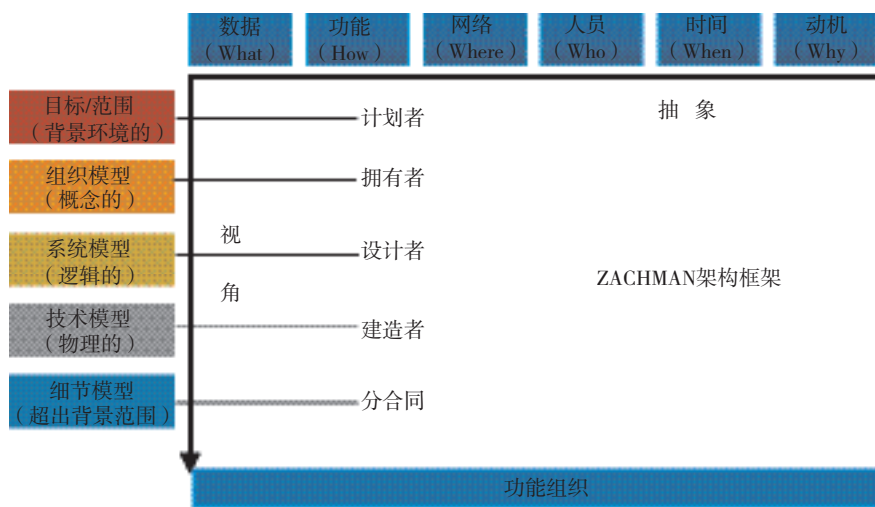 数据 功能 网络 人员 时间 动机
（What） （How） （Where） （Who） （When） （Why）
目标/范围
（背景环境的）
计划者
抽 象
组织模型
（概念的）
拥有者
视
系统模型
（逻辑的）
设计者
角
ZACHMAN架构框架
技术模型
（物理的）
建造者
细节模型
（超出背景范围）
分合同
功能组织